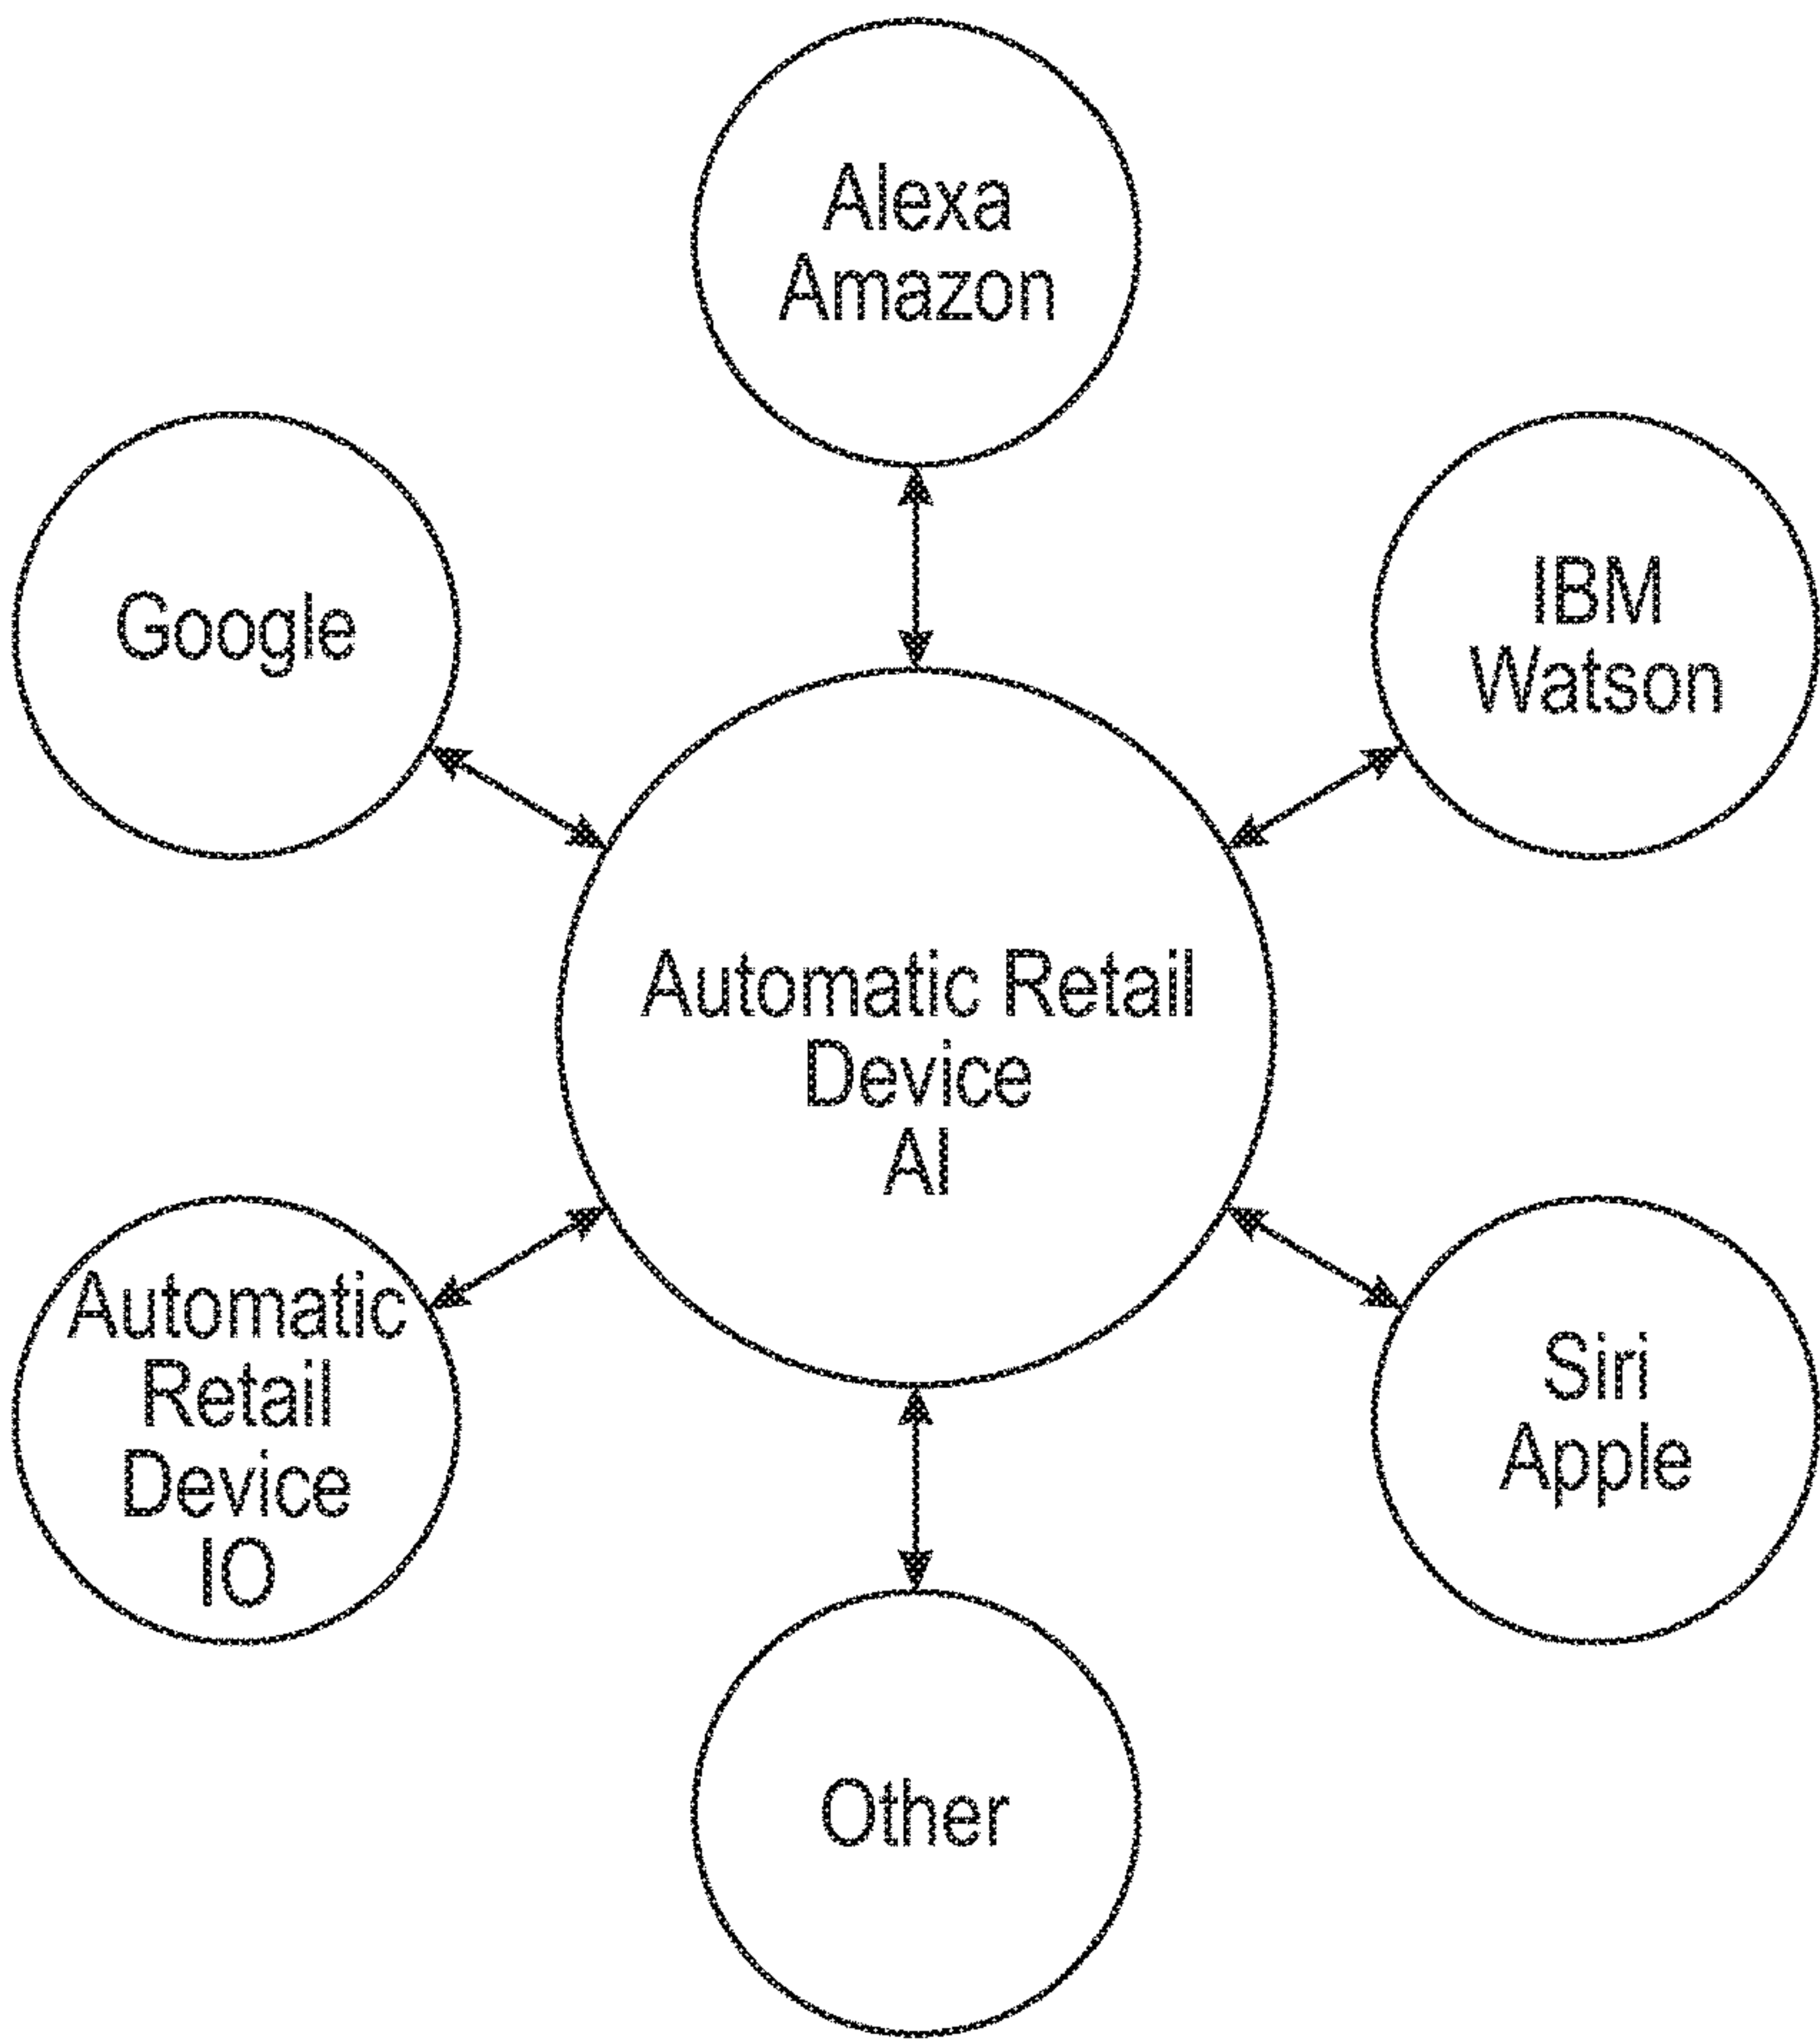 Alexa
Amazon
Google
IBM
Watson
Automatic Retail
Device
AI
Automatic
Retail
Device
IO
Siri
Apple
Other